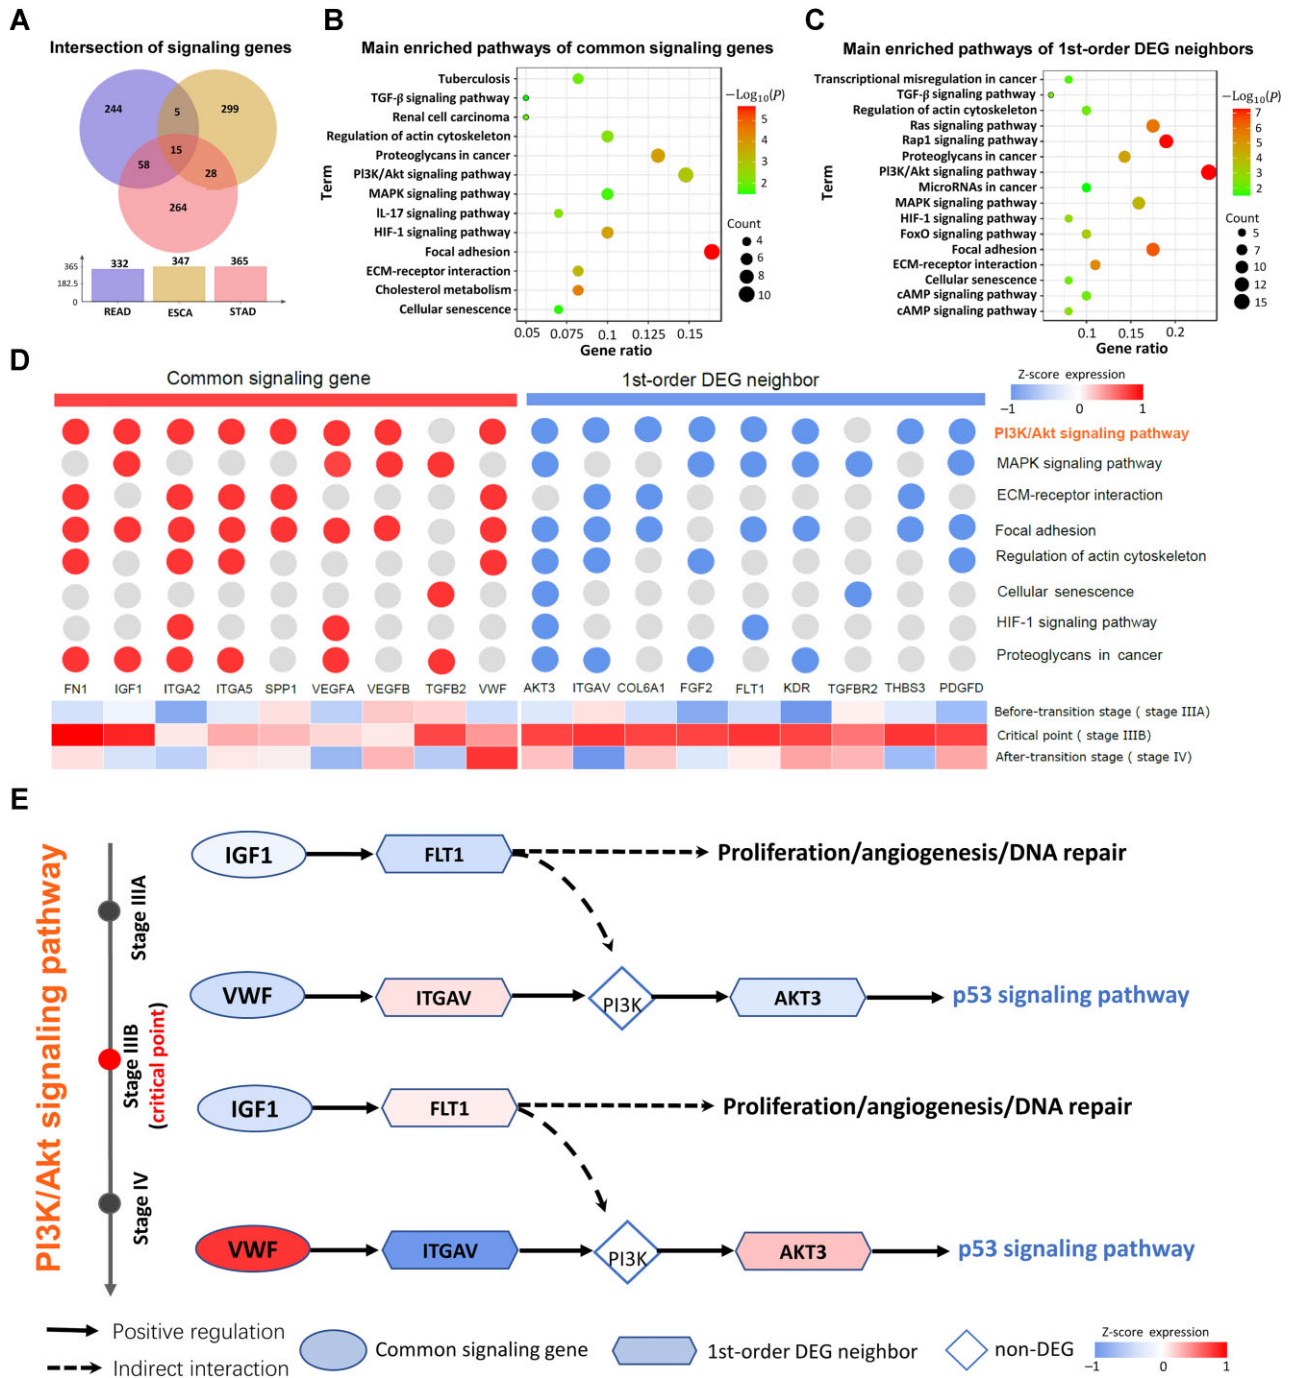 A
Intersection of signaling genes
244
5
299
15
58
28
264
332
347
365
365
182.5
0
READ
ESCA
STAD
B
Main enriched pathways of common signaling genes
Term
Tuberculosis
TGF-β signaling pathway
Renal cell carcinoma
Regulation of actin cytoskeleton
Proteoglycans in cancer
PI3K/Akt signaling pathway
MAPK signaling pathway
IL-17 signaling pathway
HIF-1 signaling pathway
Focal adhesion
ECM-receptor interaction
Cholesterol metabolism
Cellular senescence
0.05 0.075 0.1 0.125 0.15
Gene ratio
−Log10(P)
5
4
3
2
Count
4
6
8
10
C
Main enriched pathways of 1st-order DEG neighbors
Term
Transcriptional misregulation in cancer
TGF-β signaling pathway
Regulation of actin cytoskeleton
Ras signaling pathway
Rap1 signaling pathway
Proteoglycans in cancer
PI3K/Akt signaling pathway
MicroRNAs in cancer
MAPK signaling pathway
HIF-1 signaling pathway
FoxO signaling pathway
Focal adhesion
ECM-receptor interaction
Cellular senescence
cAMP signaling pathway
cAMP signaling pathway
0.1 0.15 0.2
Gene ratio
−Log10(P)
7
6
5
4
3
2
Count
5
7
10
12
15
D
Common signaling gene
1st-order DEG neighbor
Z-score expression
−1 0 1
PI3K/Akt signaling pathway
MAPK signaling pathway
ECM-receptor interaction
Focal adhesion
Regulation of actin cytoskeleton
Cellular senescence
HIF-1 signaling pathway
Proteoglycans in cancer
FN1 IGF1 ITGA2 ITGA5 SPP1 VEGFA VEGFB TGFB2 VWF AKT3 ITGAV COL6A1 FGF2 FLT1 KDR TGFBR2 THBS3 PDGFD
Before-transition stage ( stage IIIA)
Critical point ( stage IIIB)
After-transition stage ( stage IV)
E
PI3K/Akt signaling pathway
Stage IIIA
Stage IIIB
(critical point)
Stage IV
IGF1
FLT1
Proliferation/angiogenesis/DNA repair
VWF
ITGAV
PI3K
AKT3
p53 signaling pathway
IGF1
FLT1
Proliferation/angiogenesis/DNA repair
VWF
ITGAV
PI3K
AKT3
p53 signaling pathway
Positive regulation
Indirect interaction
Common signaling gene
1st-order DEG neighbor
non-DEG
Z-score expression
−1 0 1